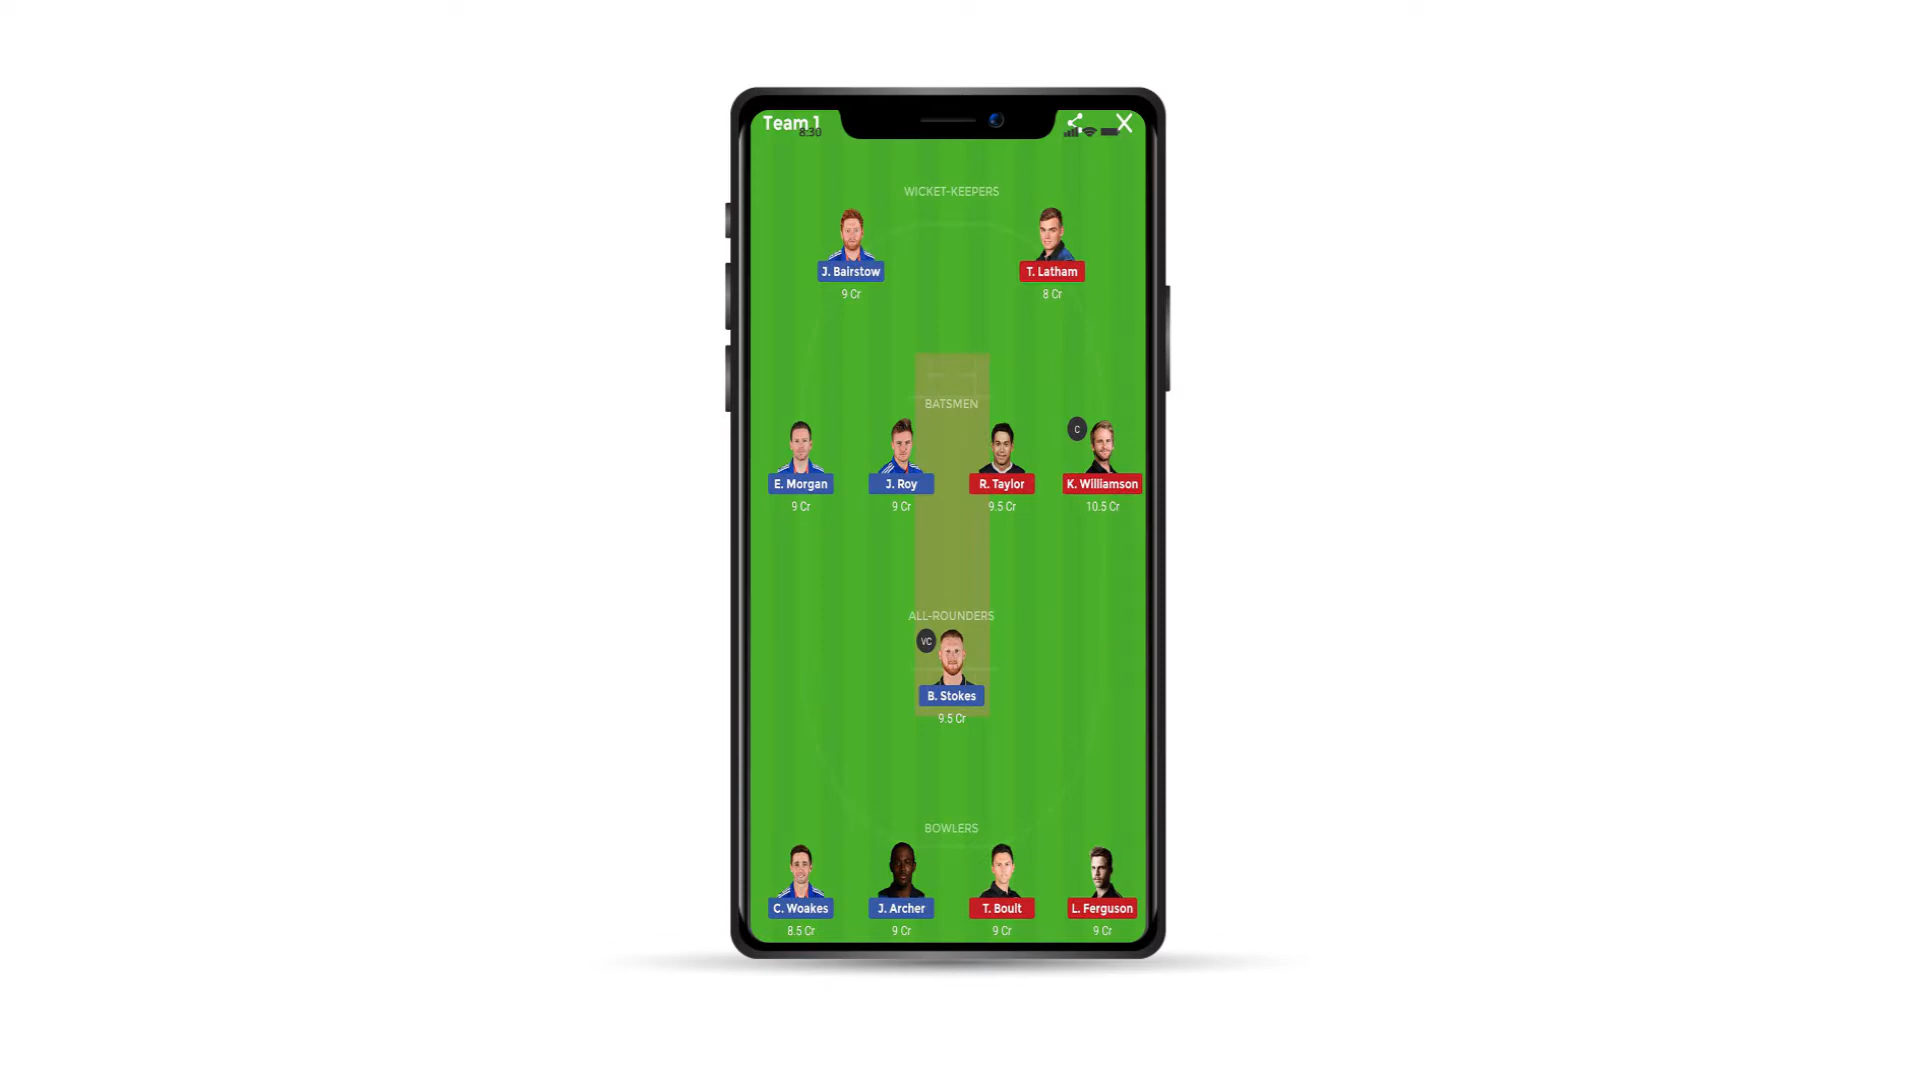 Team 1
8:30
WICKET-KEEPERS
J. Bairstow T. Latham
9 Cr 8 Cr
BATSMEN
C
E. Morgan J. Roy R. Taylor K. Williamson
9 Cr 9 Cr 9.5 Cr 10.5 Cr
ALL-ROUNDERS
VC
B. Stokes
9.5 Cr
BOWLERS
C. Woakes J. Archer T. Boult L. Ferguson
8.5 Cr 9 Cr 9 Cr 9 Cr